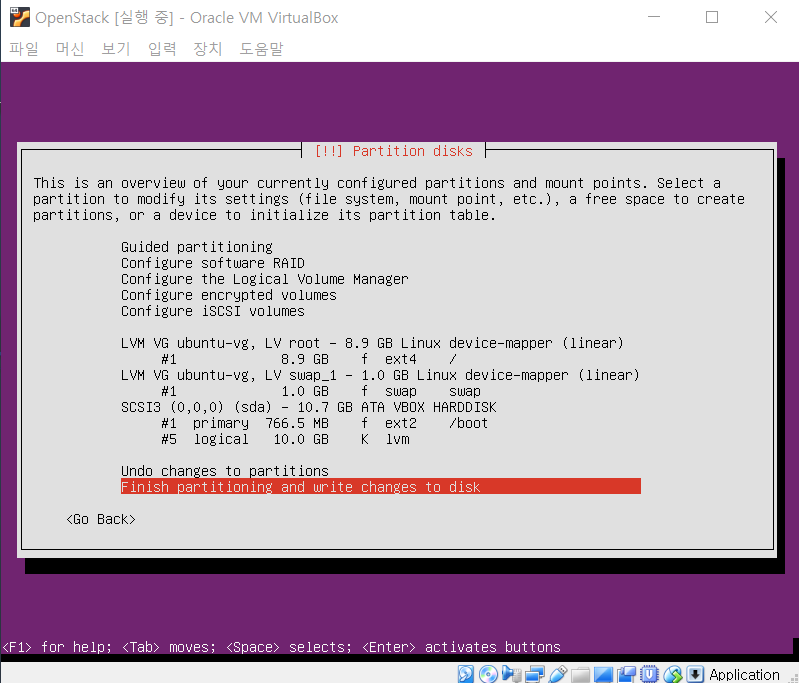 OpenStack [실행 중] - Oracle VM VirtualBox
파일 머신 보기 입력 장치 도움말
[!!] Partition disks
This is an overview of your currently configured partitions and mount points. Select a
partition to modify its settings (file system, mount point, etc.), a free space to create
partitions, or a device to initialize its partition table.
Guided partitioning
Configure software RAID
Configure the Logical Volume Manager
Configure encrypted volumes
Configure iSCSI volumes
LVM VG ubuntu-vg, LV root - 8.9 GB Linux device-mapper (linear)
#1 8.9 GB f ext4 /
LVM VG ubuntu-vg, LV swap_1 - 1.0 GB Linux device-mapper (linear)
#1 1.0 GB f swap swap
SCSI3 (0,0,0) (sda) - 10.7 GB ATA VBOX HARDDISK
#1 primary 766.5 MB f ext2 /boot
#5 logical 10.0 GB K lvm
Undo changes to partitions
Finish partitioning and write changes to disk
<Go Back>
<F1> for help; <Tab> moves; <Space> selects; <Enter> activates buttons
Application